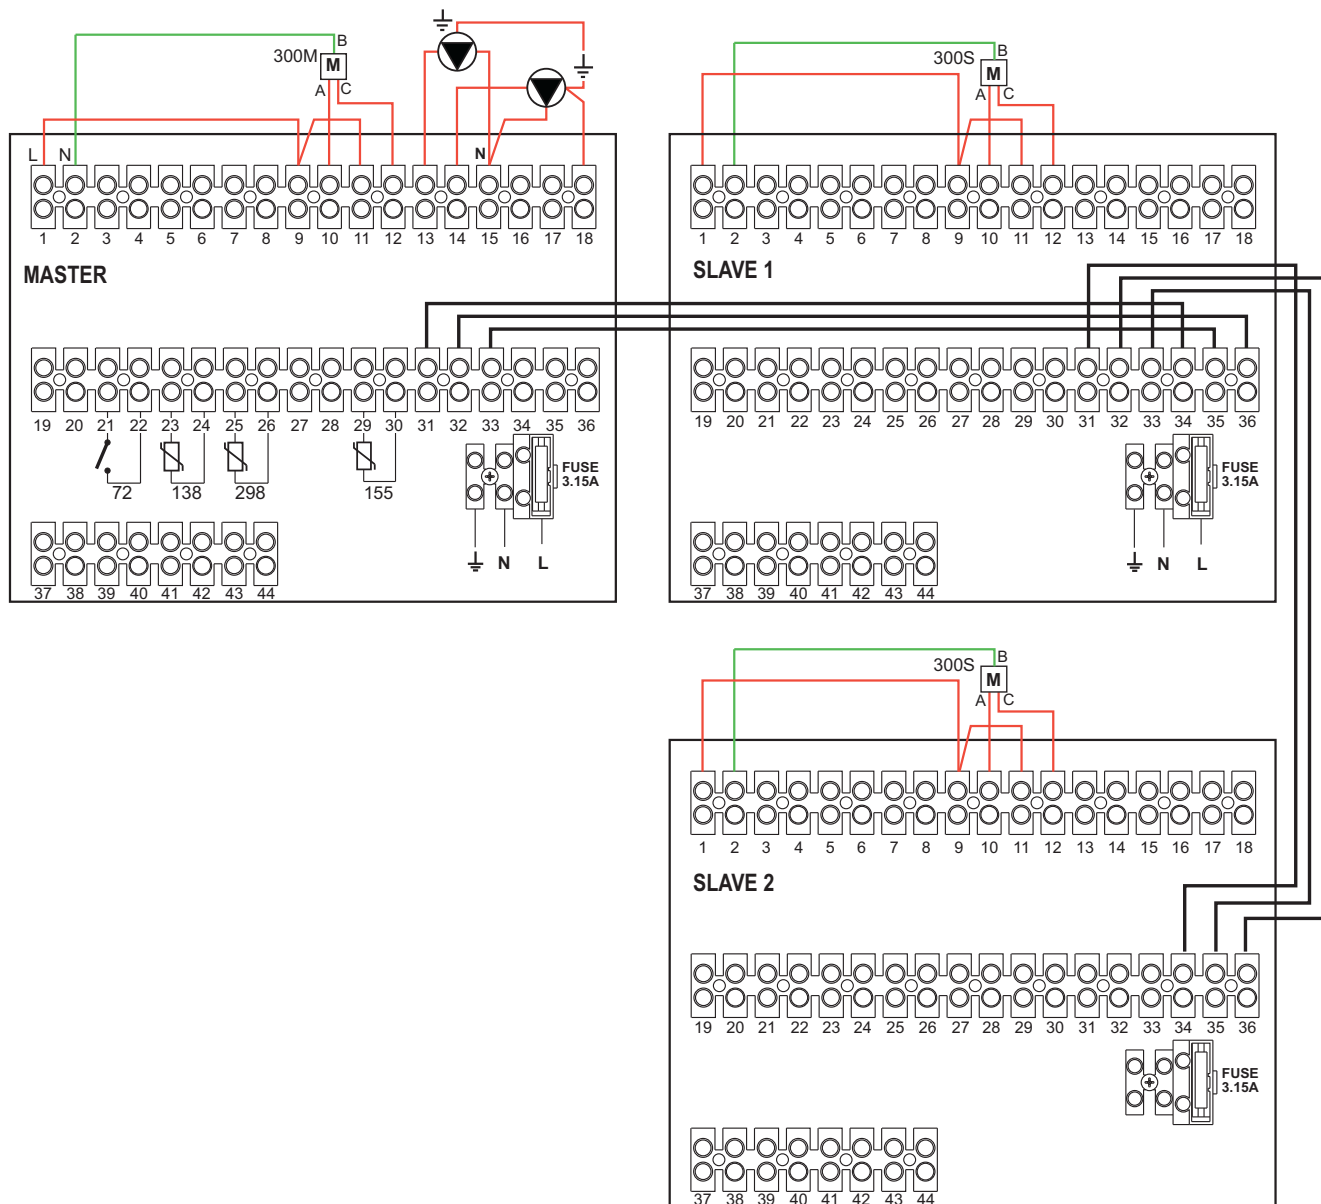 B
300M M
A C
L N N
1 2 3 4 5 6 7 8 9 10 11 12 13 14 15 16 17 18
MASTER
19 20 21 22 23 24 25 26 27 28 29 30 31 32 33 34 35 36
72 138 298 155
FUSE
3.15A
N L
37 38 39 40 41 42 43 44
B
300S M
A C
1 2 3 4 5 6 7 8 9 10 11 12 13 14 15 16 17 18
SLAVE 1
19 20 21 22 23 24 25 26 27 28 29 30 31 32 33 34 35 36
FUSE
3.15A
N L
37 38 39 40 41 42 43 44
B
300S M
A C
1 2 3 4 5 6 7 8 9 10 11 12 13 14 15 16 17 18
SLAVE 2
19 20 21 22 23 24 25 26 27 28 29 30 31 32 33 34 35 36
FUSE
3.15A
37 38 39 40 41 42 43 44